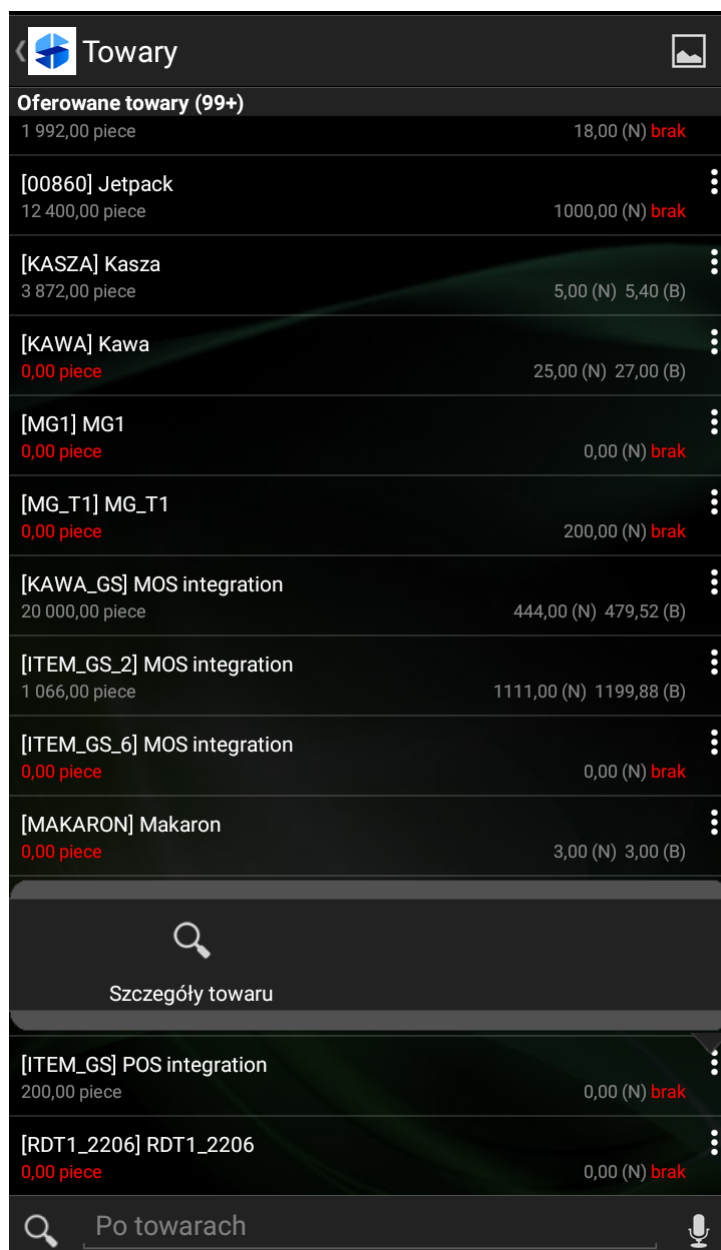 Towary
Oferowane towary (99+)
1 992,00 piece 18,00 (N) brak
[00860] Jetpack
12 400,00 piece 1000,00 (N) brak
[KASZA] Kasza
3 872,00 piece 5,00 (N) 5,40 (B)
[KAWA] Kawa
0,00 piece 25,00 (N) 27,00 (B)
[MG1] MG1
0,00 piece 0,00 (N) brak
[MG_T1] MG_T1
0,00 piece 200,00 (N) brak
[KAWA_GS] MOS integration
20 000,00 piece 444,00 (N) 479,52 (B)
[ITEM_GS_2] MOS integration
1 066,00 piece 1111,00 (N) 1199,88 (B)
[ITEM_GS_6] MOS integration
0,00 piece 0,00 (N) brak
[MAKARON] Makaron
0,00 piece 3,00 (N) 3,00 (B)
Szczegóły towaru
[ITEM_GS] POS integration
200,00 piece 0,00 (N) brak
[RDT1_2206] RDT1_2206
0,00 piece 0,00 (N) brak
Po towarach